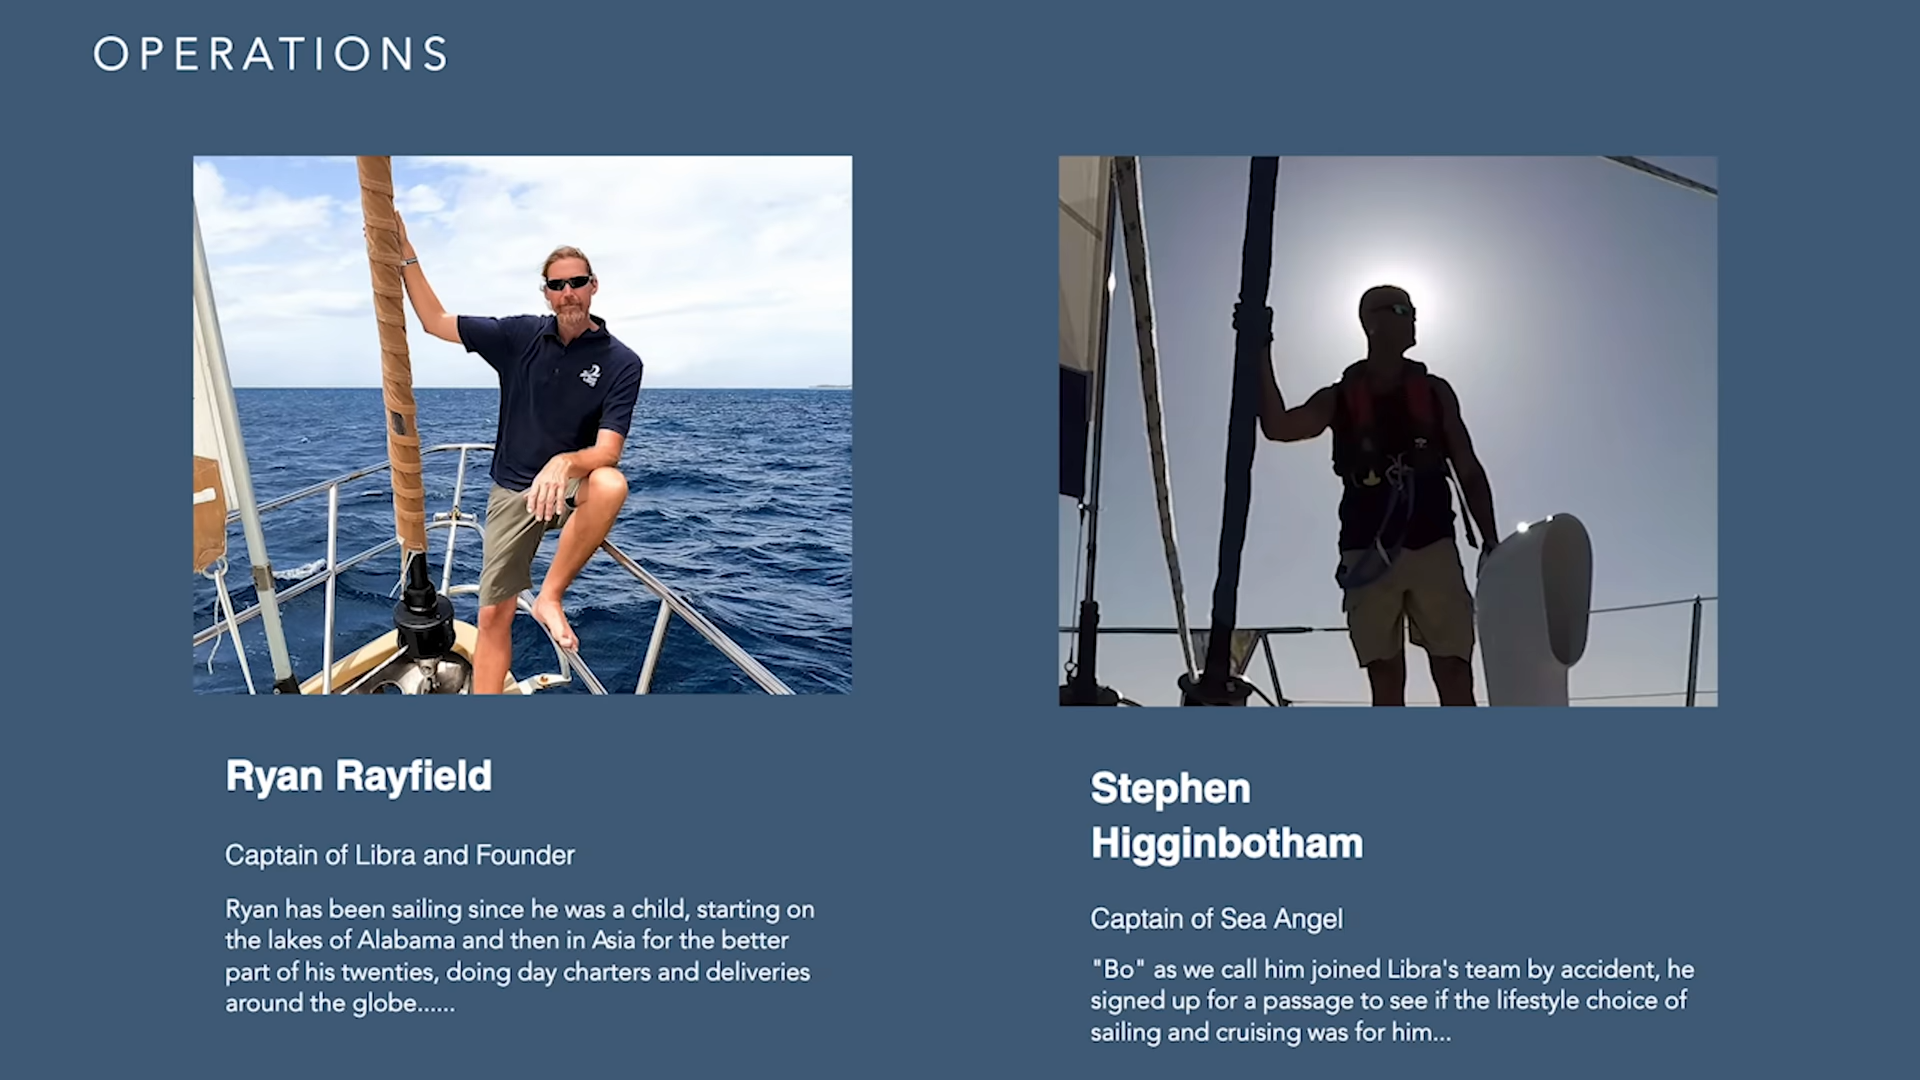 OPERATIONS
Ryan Rayfield
Captain of Libra and Founder
Ryan has been sailing since he was a child, starting on
the lakes of Alabama and then in Asia for the better
part of his twenties, doing day charters and deliveries
around the globe......
Stephen
Higginbotham
Captain of Sea Angel
"Bo" as we call him joined Libra's team by accident, he
signed up for a passage to see if the lifestyle choice of
sailing and cruising was for him...